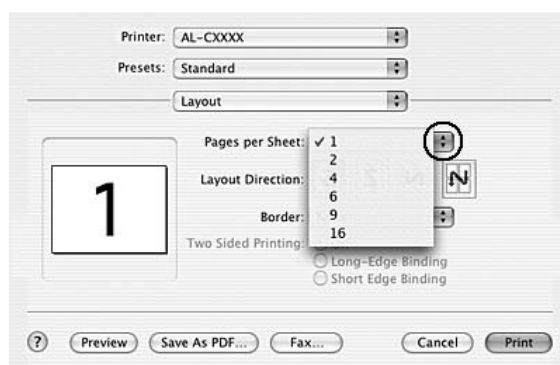 Printer: AL-CXXXX
Presets: Standard
Layout
Pages per Sheet: ✓ 1
2
4
6
9
16
Layout Direction:
Border:
Two Sided Printing:
Long-Edge Binding
Short Edge Binding
1
? Preview Save As PDF... Fax... Cancel Print